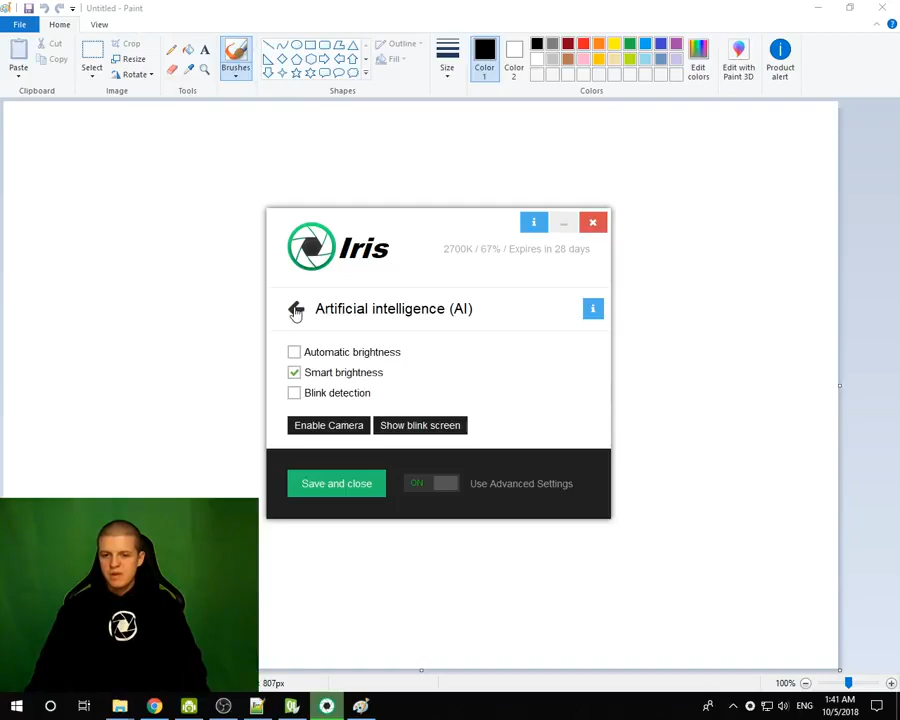 Untitled - Paint
File Home View
Paste
Cut
Copy
Clipboard
Select
Crop
Resize
Rotate
Image
Tools
Brushes
Shapes
Outline
Fill
Size
Color 1
Color 2
Colors
Edit colors
Edit with Paint 3D
Product alert
Iris
2700K / 67% / Expires in 28 days
Artificial intelligence (AI)
Automatic brightness
Smart brightness
Blink detection
Enable Camera Show blink screen
Save and close ON Use Advanced Settings
807px
100%
ENG
1:41 AM
10/5/2018